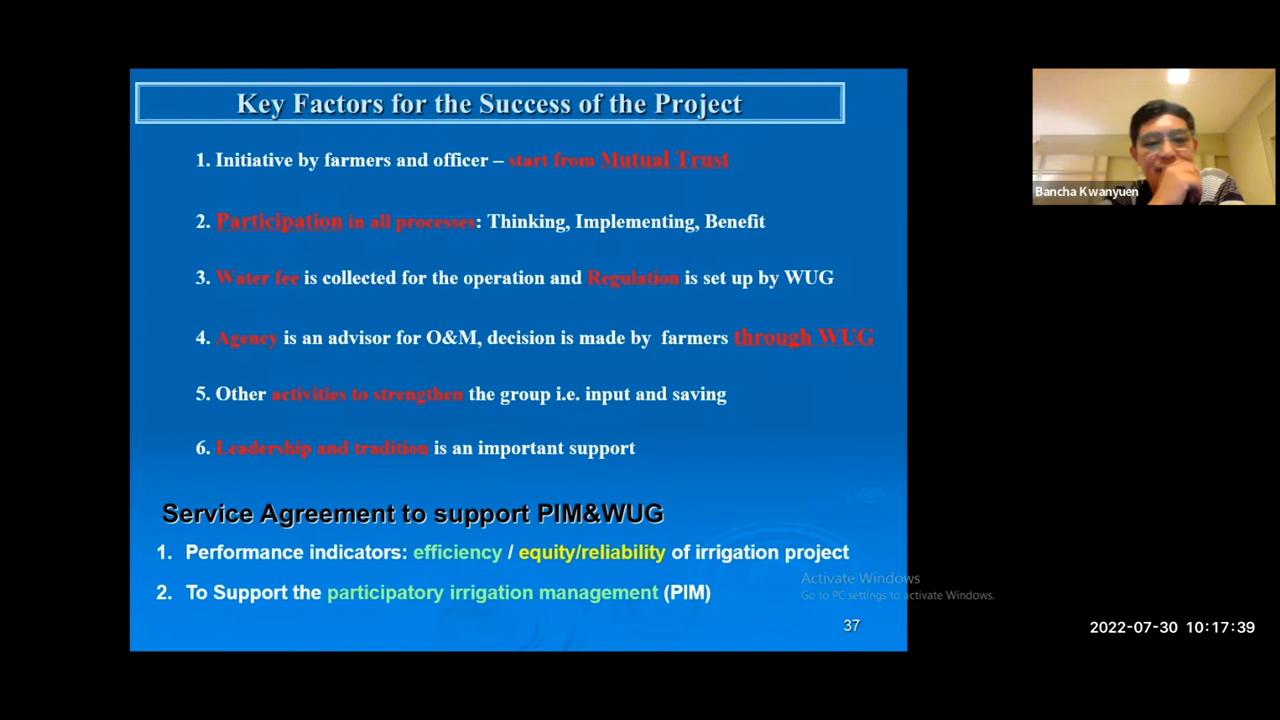 Key Factors for the Success of the Project
1. Initiative by farmers and officer – start from Mutual Trust
2. Participation in all processes: Thinking, Implementing, Benefit
3. Water fee is collected for the operation and Regulation is set up by WUG
4. Agency is an advisor for O&M, decision is made by farmers through WUG
5. Other activities to strengthen the group i.e. input and saving
6. Leadership and tradition is an important support
Service Agreement to support PIM&WUG
1. Performance indicators: efficiency / equity/reliability of irrigation project
2. To Support the participatory irrigation management (PIM)
37
Bancha Kwanyuen
Activate Windows
Go to PC settings to activate Windows.
2022-07-30 10:17:39